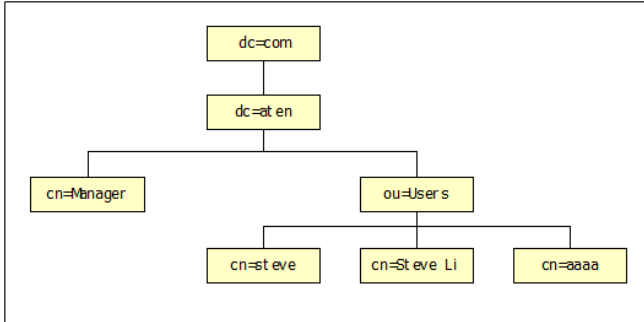 dc=com
dc=aten
cn=Manager
ou=Users
cn=steve
cn=Steve Li
cn=aaaa